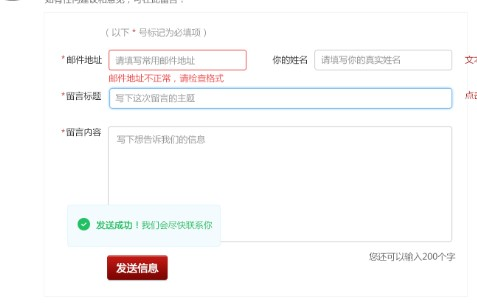 （以下 * 号标记为必填项）
*邮件地址 请填写常用邮件地址 你的姓名 请填写你的真实姓名
邮件地址不正常，请检查格式
*留言标题 写下这次留言的主题 点击
*留言内容 写下想告诉我们的信息
发送成功！我们会尽快联系你
您还可以输入200个字
发送信息